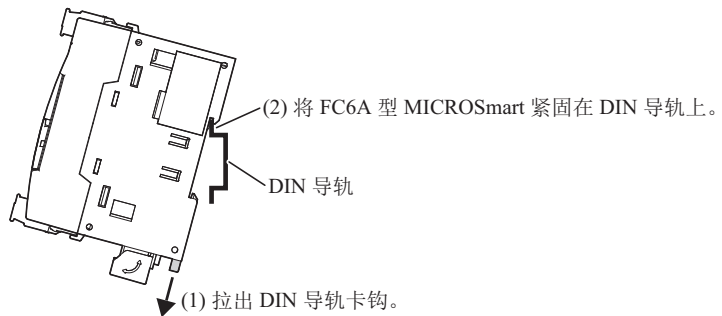 (2) 将 FC6A 型 MICROSmart 紧固在 DIN 导轨上。
DIN 导轨
(1) 拉出 DIN 导轨卡钩。